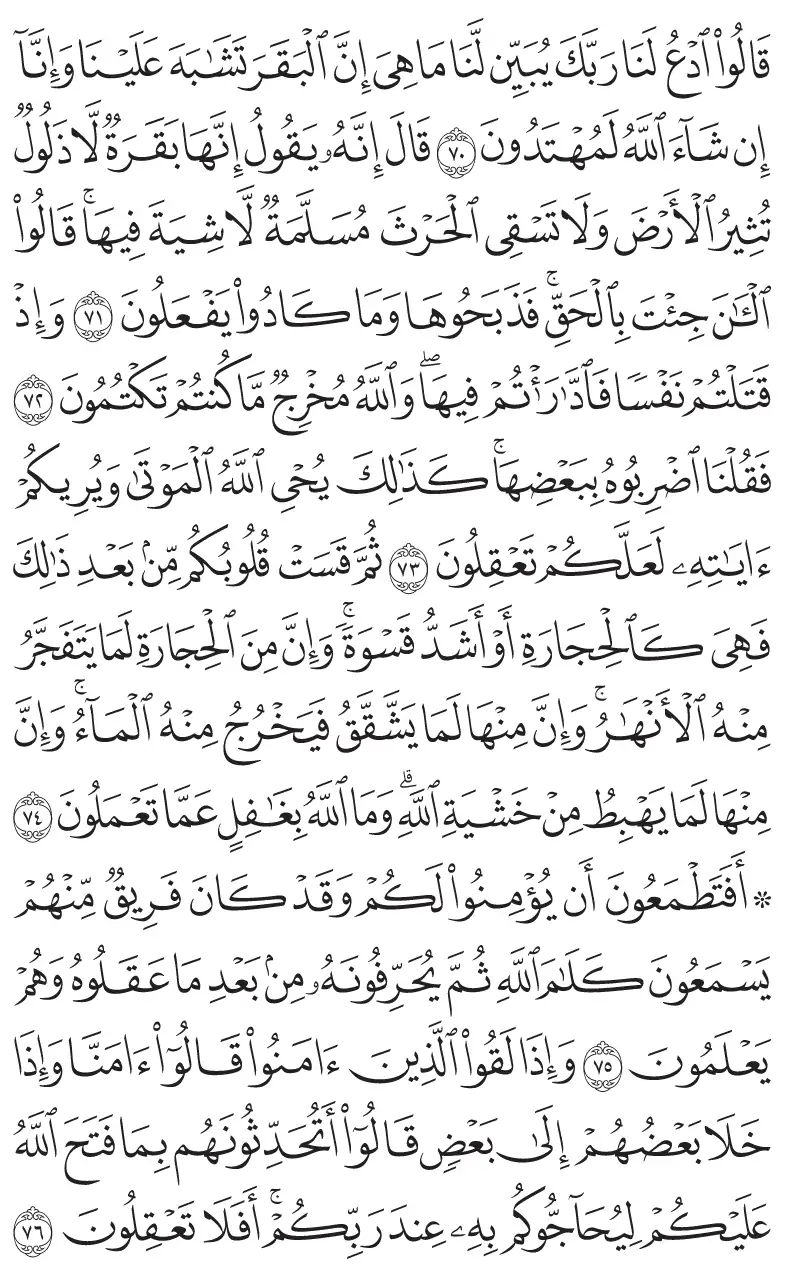 قَالُوا۟ ٱدْعُ لَنَا رَبَّكَ يُبَيِّن لَّنَا مَا هِىَ إِنَّ ٱلْبَقَرَ تَشَٰبَهَ عَلَيْنَا وَإِنَّآ
إِن شَآءَ ٱللَّهُ لَمُهْتَدُونَ ٧٠ قَالَ إِنَّهُۥ يَقُولُ إِنَّهَا بَقَرَةٌ لَّا ذَلُولٌ
تُثِيرُ ٱلْأَرْضَ وَلَا تَسْقِى ٱلْحَرْثَ مُسَلَّمَةٌ لَّا شِيَةَ فِيهَاۚ قَالُوا۟
ٱلْـَٰٔنَ جِئْتَ بِٱلْحَقِّۚ فَذَبَحُوهَا وَمَا كَادُوا۟ يَفْعَلُونَ ٧١ وَإِذْ
قَتَلْتُمْ نَفْسًا فَٱدَّٰرَْٰٔتُمْ فِيهَاۖ وَٱللَّهُ مُخْرِجٌ مَّا كُنتُمْ تَكْتُمُونَ ٧٢
فَقُلْنَا ٱضْرِبُوهُ بِبَعْضِهَاۚ كَذَٰلِكَ يُحْىِ ٱللَّهُ ٱلْمَوْتَىٰ وَيُرِيكُمْ
ءَايَٰتِهِۦ لَعَلَّكُمْ تَعْقِلُونَ ٧٣ ثُمَّ قَسَتْ قُلُوبُكُم مِّنۢ بَعْدِ ذَٰلِكَ
فَهِىَ كَٱلْحِجَارَةِ أَوْ أَشَدُّ قَسْوَةًۚ وَإِنَّ مِنَ ٱلْحِجَارَةِ لَمَا يَتَفَجَّرُ
مِنْهُ ٱلْأَنْهَٰرُۚ وَإِنَّ مِنْهَا لَمَا يَشَّقَّقُ فَيَخْرُجُ مِنْهُ ٱلْمَآءُۚ وَإِنَّ
مِنْهَا لَمَا يَهْبِطُ مِنْ خَشْيَةِ ٱللَّهِۗ وَمَا ٱللَّهُ بِغَٰفِلٍ عَمَّا تَعْمَلُونَ ٧٤
* أَفَتَطْمَعُونَ أَن يُؤْمِنُوا۟ لَكُمْ وَقَدْ كَانَ فَرِيقٌ مِّنْهُمْ
يَسْمَعُونَ كَلَٰمَ ٱللَّهِ ثُمَّ يُحَرِّفُونَهُۥ مِنۢ بَعْدِ مَا عَقَلُوهُ وَهُمْ
يَعْلَمُونَ ٧٥ وَإِذَا لَقُوا۟ ٱلَّذِينَ ءَامَنُوا۟ قَالُوٓا۟ ءَامَنَّا وَإِذَا
خَلَا بَعْضُهُمْ إِلَىٰ بَعْضٍ قَالُوٓا۟ أَتُحَدِّثُونَهُم بِمَا فَتَحَ ٱللَّهُ
عَلَيْكُمْ لِيُحَآجُّوكُم بِهِۦ عِندَ رَبِّكُمْۚ أَفَلَا تَعْقِلُونَ ٧٦